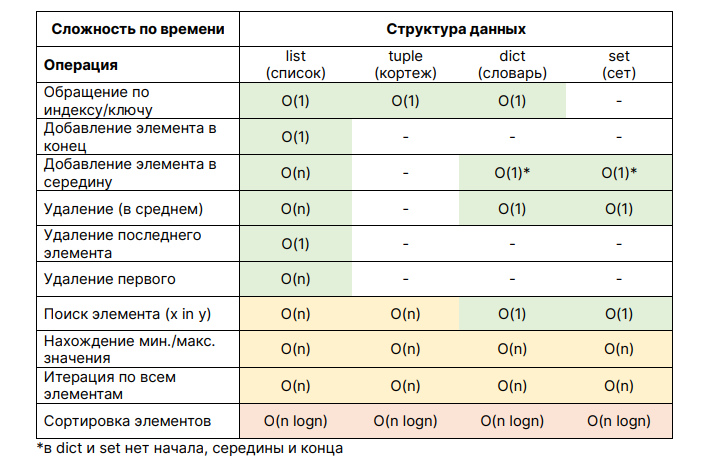 Сложность по времени Структура данных
Операция list tuple dict set
(список) (кортеж) (словарь) (сет)
Обращение по
индексу/ключу O(1) O(1) O(1) -
Добавление элемента в
конец O(1) - - -
Добавление элемента в
середину O(n) - O(1)* O(1)*
Удаление (в среднем) O(n) - O(1) O(1)
Удаление последнего
элемента O(1) - - -
Удаление первого O(n) - - -
Поиск элемента (x in y) O(n) O(n) O(1) O(1)
Нахождение мин./макс.
значения O(n) O(n) O(n) O(n)
Итерация по всем
элементам O(n) O(n) O(n) O(n)
Сортировка элементов O(n logn) O(n logn) O(n logn) O(n logn)
*в dict и set нет начала, середины и конца